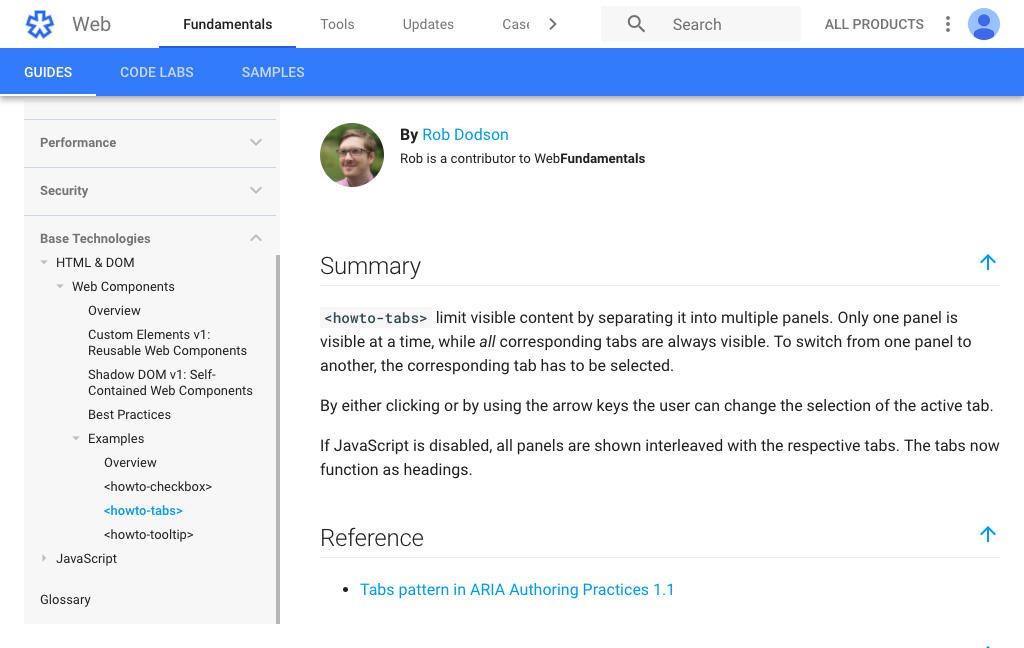 Web
Fundamentals
Tools
Updates
Search
ALL PRODUCTS
GUIDES
CODE LABS
SAMPLES
Performance
Security
Base Technologies
HTML & DOM
Web Components
Overview
Custom Elements v1:
Reusable Web Components
Shadow DOM v1: Self-
Contained Web Components
Best Practices
Examples
Overview
<howto-checkbox>
<howto-tabs>
<howto-tooltip>
JavaScript
Glossary
By Rob Dodson
Rob is a contributor to WebFundamentals
Summary
<howto-tabs> limit visible content by separating it into multiple panels. Only one panel is
visible at a time, while all corresponding tabs are always visible. To switch from one panel to
another, the corresponding tab has to be selected.
By either clicking or by using the arrow keys the user can change the selection of the active tab.
If JavaScript is disabled, all panels are shown interleaved with the respective tabs. The tabs now
function as headings.
Reference
Tabs pattern in ARIA Authoring Practices 1.1